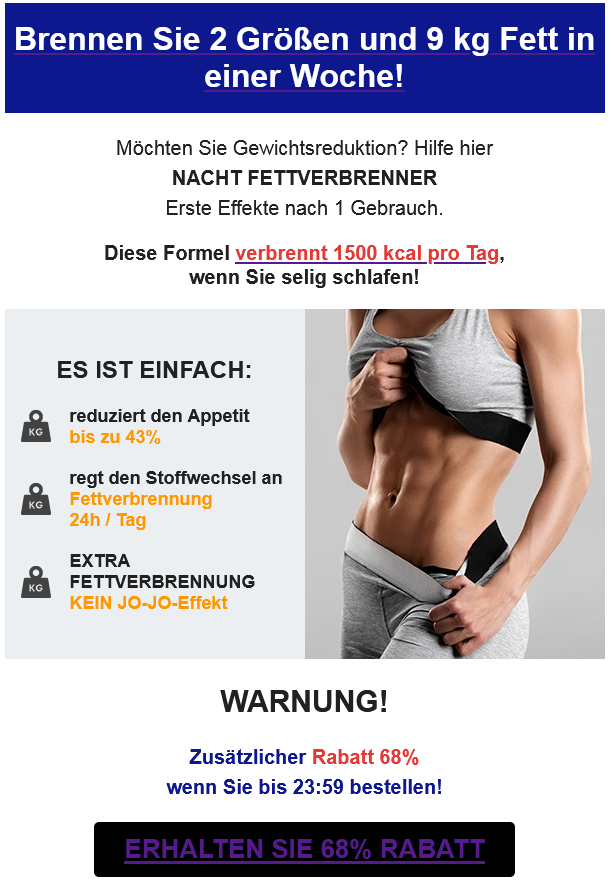 Brennen Sie 2 Größen und 9 kg Fett in
einer Woche!
Möchten Sie Gewichtsreduktion? Hilfe hier
NACHT FETTVERBRENNER
Erste Effekte nach 1 Gebrauch.
Diese Formel verbrennt 1500 kcal pro Tag,
wenn Sie selig schlafen!
ES IST EINFACH:
KG
reduziert den Appetit
bis zu 43%
KG
regt den Stoffwechsel an
Fettverbrennung
24h / Tag
KG
EXTRA
FETTVERBRENNUNG
KEIN JO-JO-Effekt
WARNUNG!
Zusätzlicher Rabatt 68%
wenn Sie bis 23:59 bestellen!
ERHALTEN SIE 68% RABATT